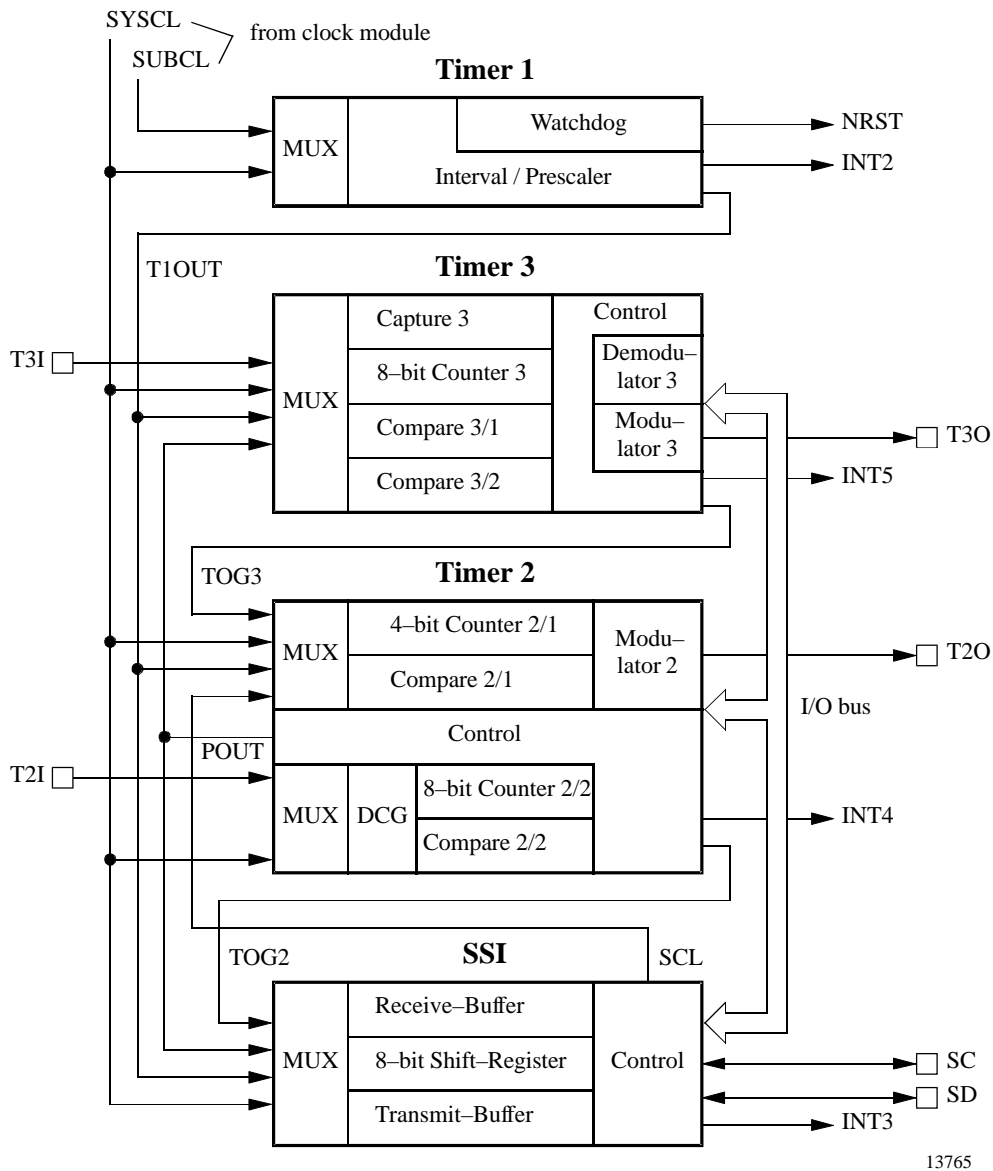 SYSCL
from clock module
SUBCL
Timer 1
MUX
Watchdog
NRST
INT2
Interval / Prescaler
T1OUT
Timer 3
Capture 3
Control
T3I
MUX
8–bit Counter 3
Demodu–
lator 3
Compare 3/1
Modu–
lator 3
T3O
Compare 3/2
INT5
TOG3
Timer 2
MUX
4–bit Counter 2/1
Modu–
lator 2
T2O
Compare 2/1
I/O bus
Control
POUT
T2I
MUX
DCG
8–bit Counter 2/2
INT4
Compare 2/2
TOG2
SSI
SCL
Receive–Buffer
MUX
8–bit Shift–Register
Control
SC
SD
Transmit–Buffer
INT3
13765